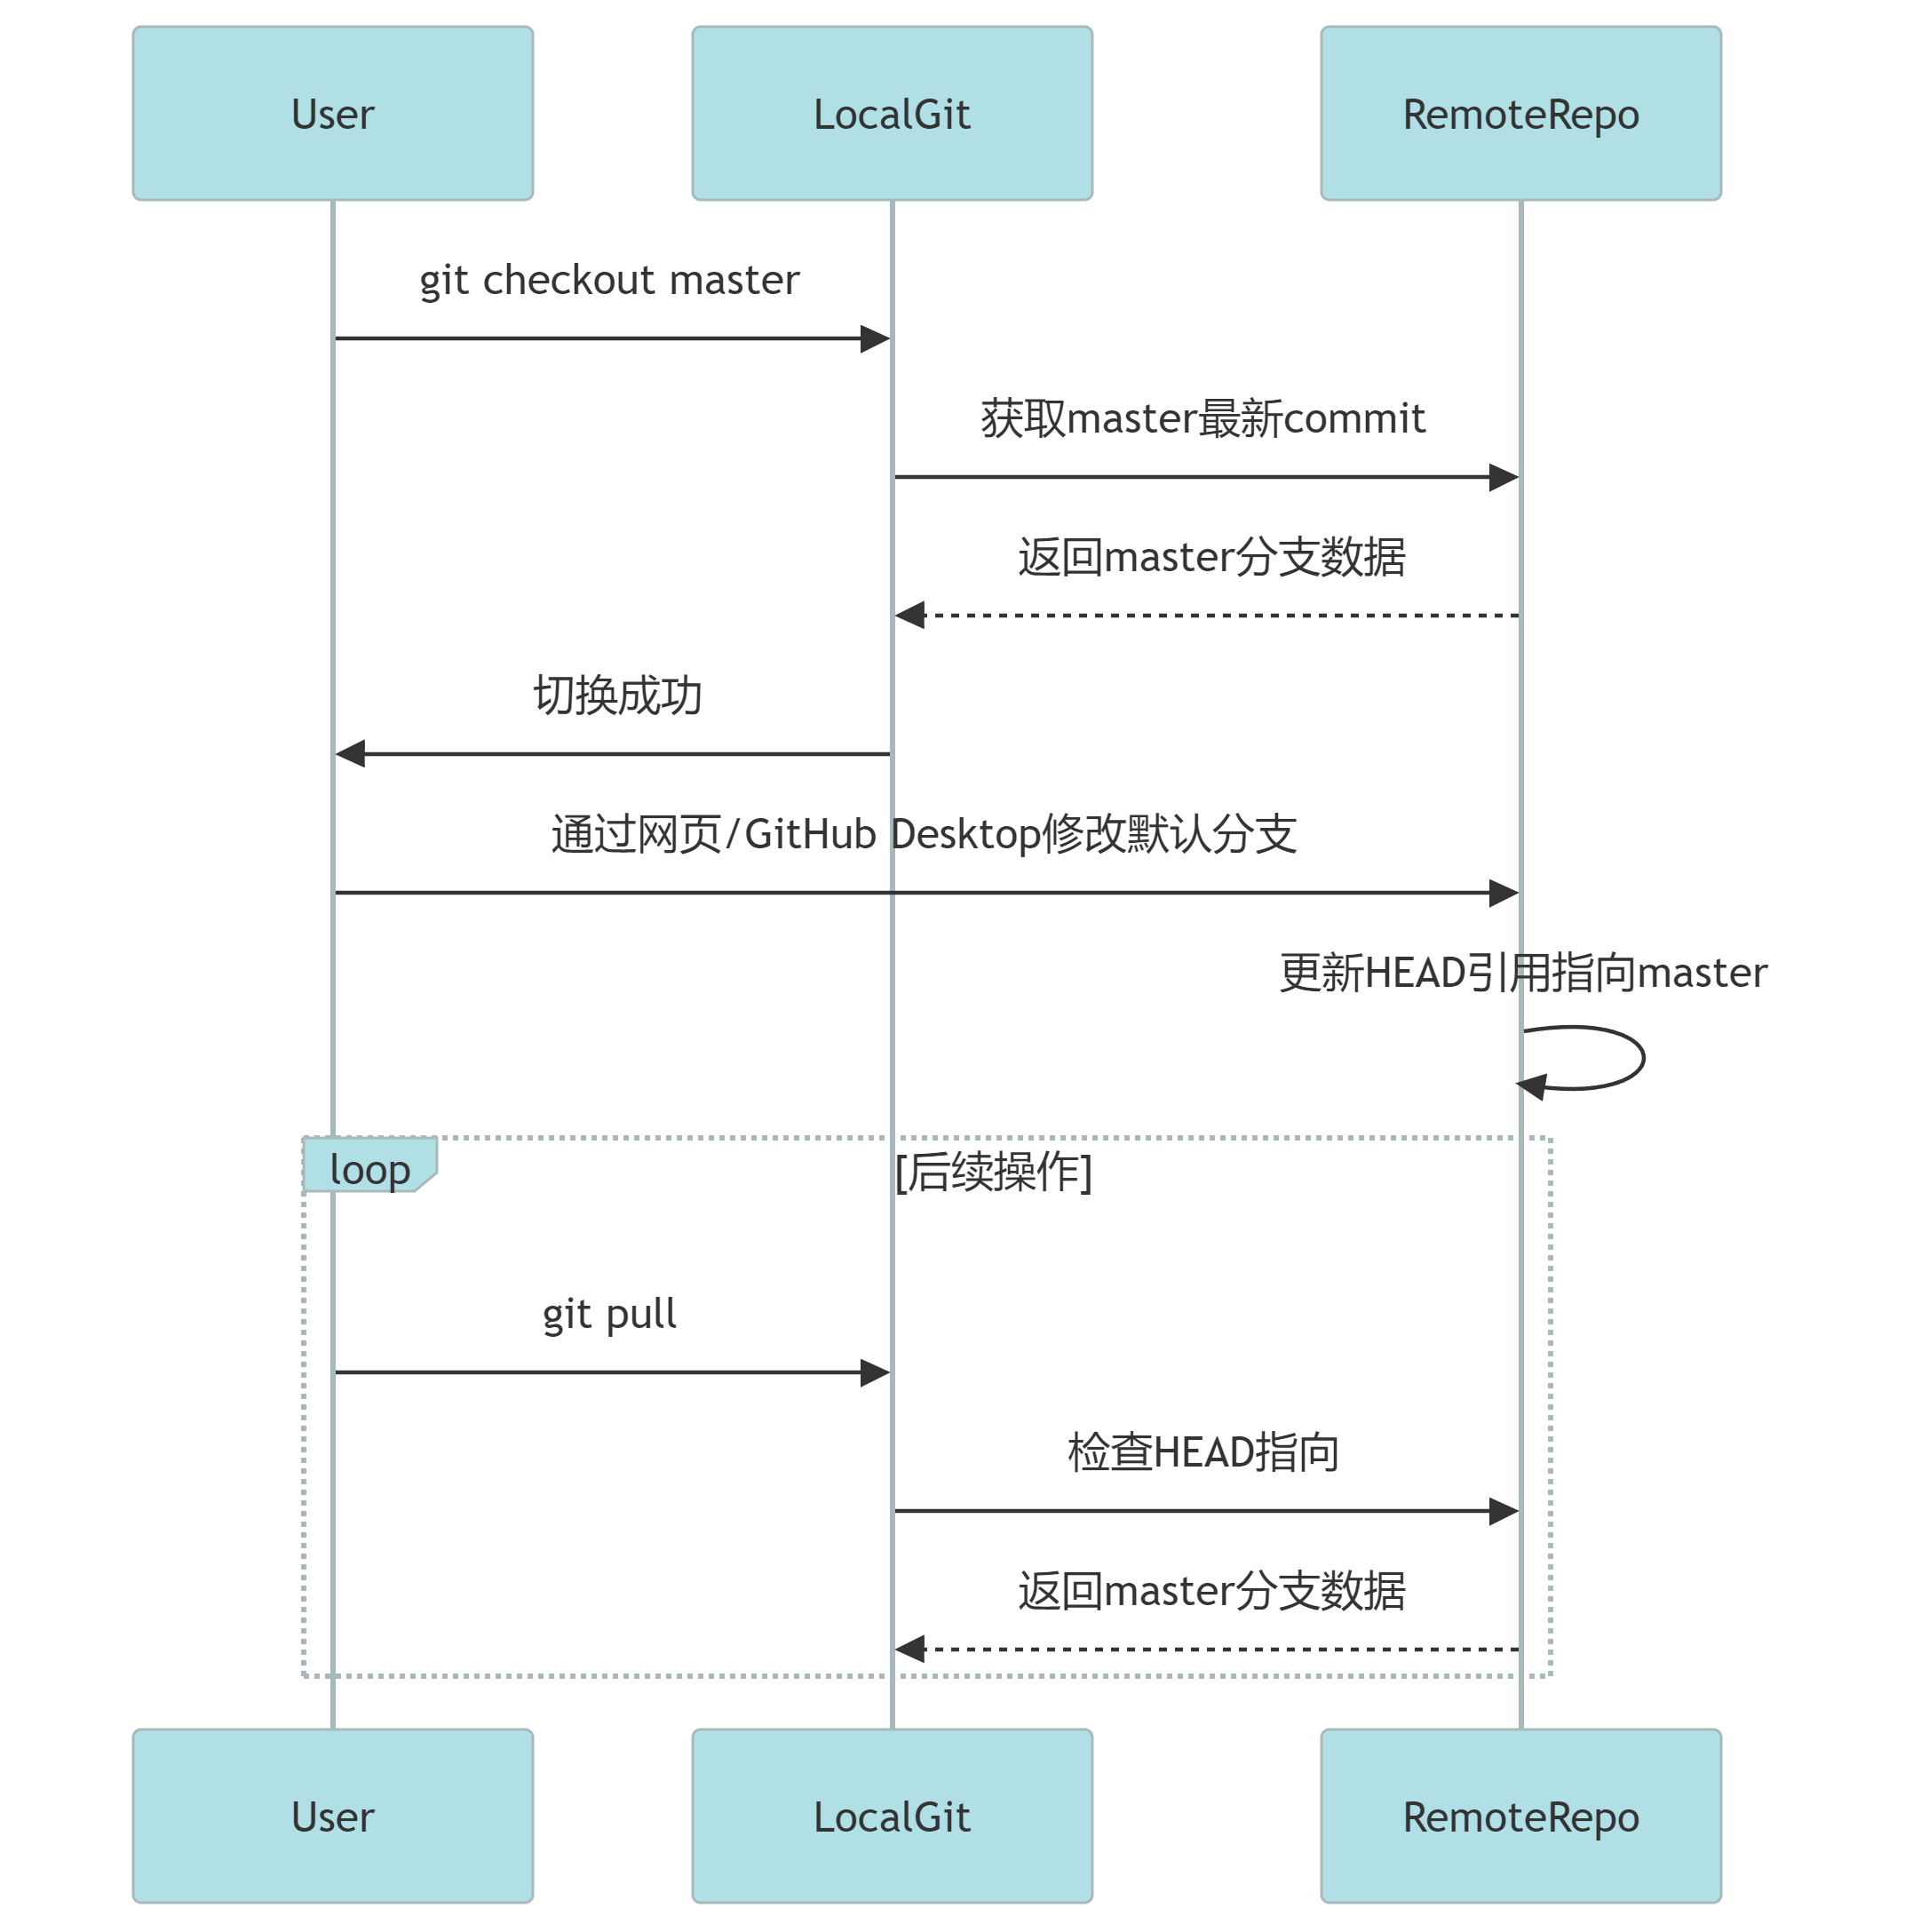 User
LocalGit
RemoteRepo
git checkout master
获取master最新commit
返回master分支数据
切换成功
通过网页/GitHub Desktop修改默认分支
更新HEAD引用指向master
loop
[后续操作]
git pull
检查HEAD指向
返回master分支数据
User
LocalGit
RemoteRepo